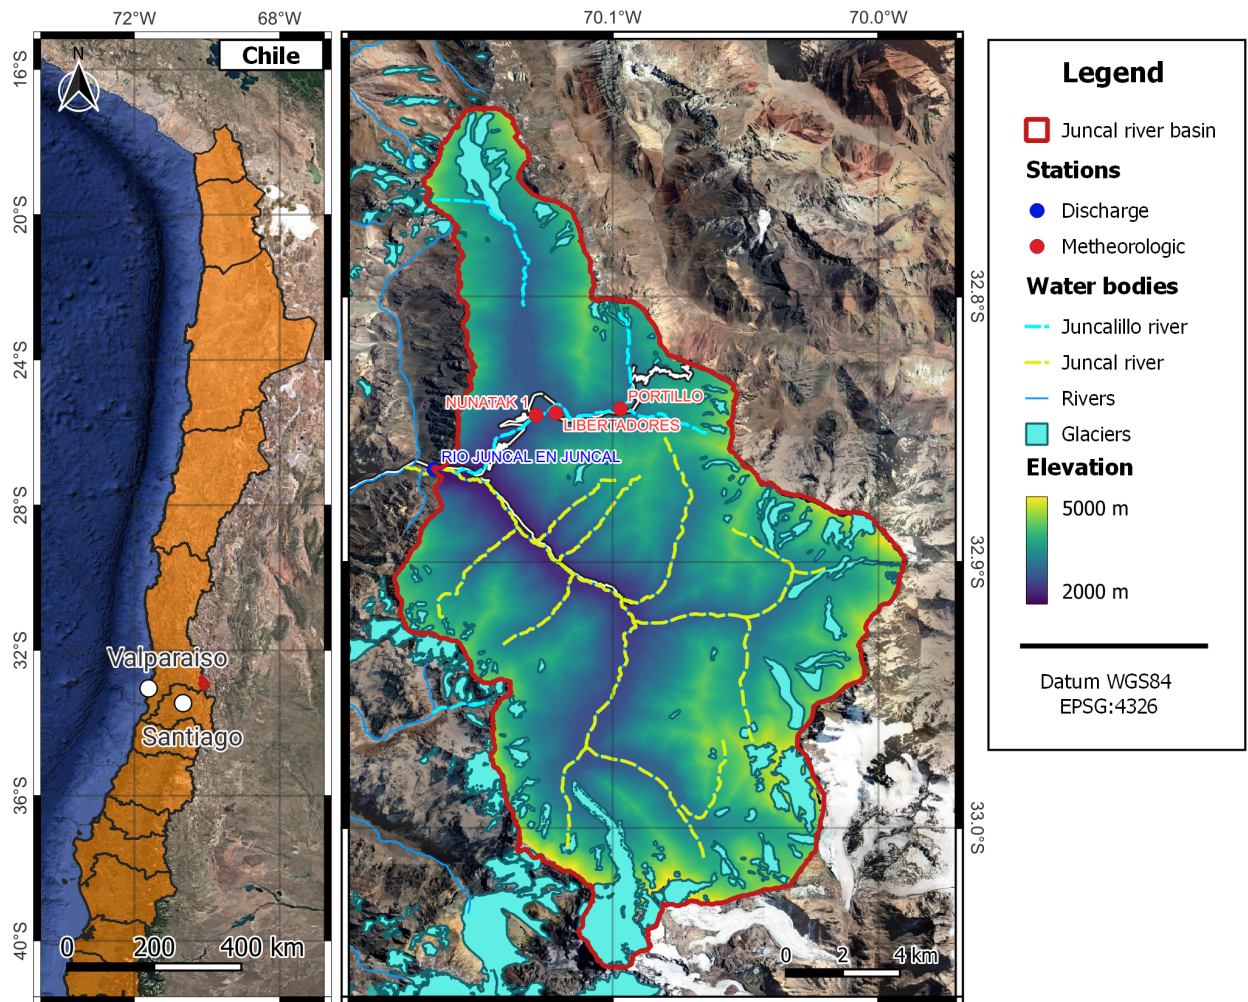 72°W
68°W
Chile
N
16°S
20°S
24°S
28°S
32°S
36°S
40°S
Valparaiso
Santiago
0 200 400 km
70.1°W
70.0°W
32.8°S
32.9°S
33.0°S
NUNATAK 1
PORTILLO
LIBERTADORES
RIO JUNCAL EN JUNCAL
0 2 4 km
Legend
Juncal river basin
Stations
Discharge
Metheorologic
Water bodies
Juncalillo river
Juncal river
Rivers
Glaciers
Elevation
5000 m
2000 m
Datum WGS84
EPSG:4326